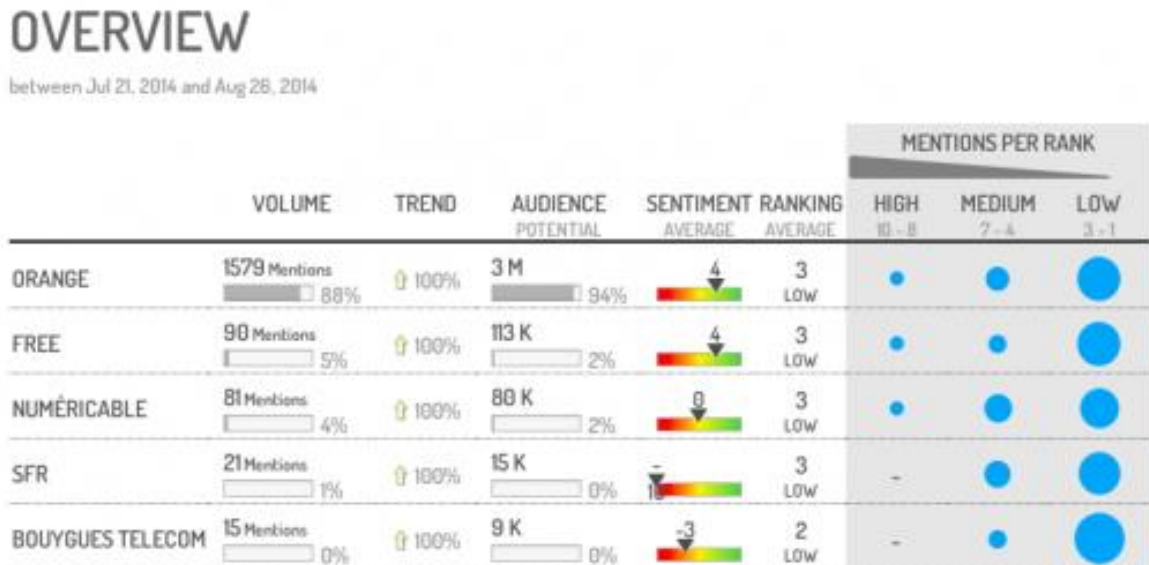 OVERVIEW
between Jul 21, 2014 and Aug 26, 2014
MENTIONS PER RANK
VOLUME TREND AUDIENCE SENTIMENT RANKING HIGH MEDIUM LOW
POTENTIAL AVERAGE AVERAGE 10 - 8 7 - 4 3 - 1
ORANGE 1579 Mentions 88% 100% 3 M 94% 4 3 LOW
FREE 90 Mentions 5% 100% 113 K 2% 4 3 LOW
NUMÉRICABLE 81 Mentions 4% 100% 80 K 2% 0 3 LOW
SFR 21 Mentions 1% 100% 15 K 0% -10 3 LOW -
BOUYGUES TELECOM 15 Mentions 0% 100% 9 K 0% -3 2 LOW -